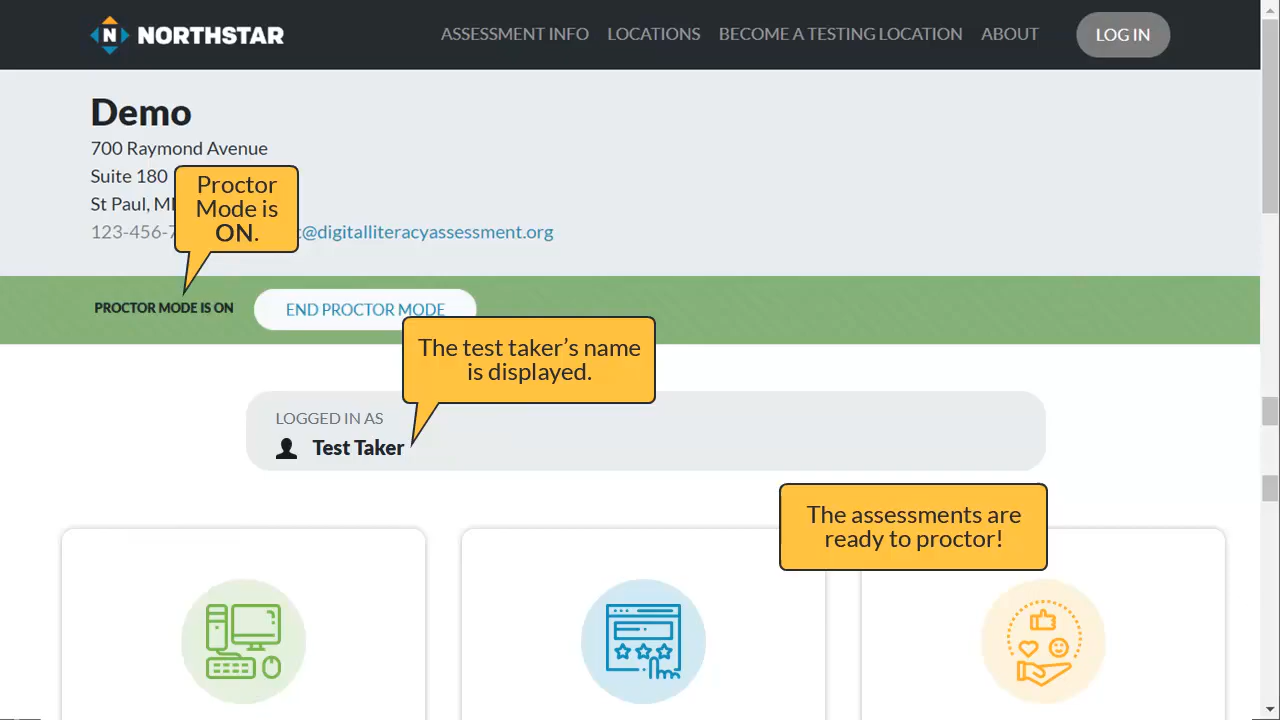 N NORTHSTAR
ASSESSMENT INFO LOCATIONS BECOME A TESTING LOCATION ABOUT LOG IN
Demo
700 Raymond Avenue
Suite 180
St Paul,
123-456- @digitalliteracyassessment.org
Proctor
Mode is
ON.
PROCTOR MODE IS ON
END PROCTOR MODE
The test taker’s name
is displayed.
LOGGED IN AS
Test Taker
The assessments are
ready to proctor!